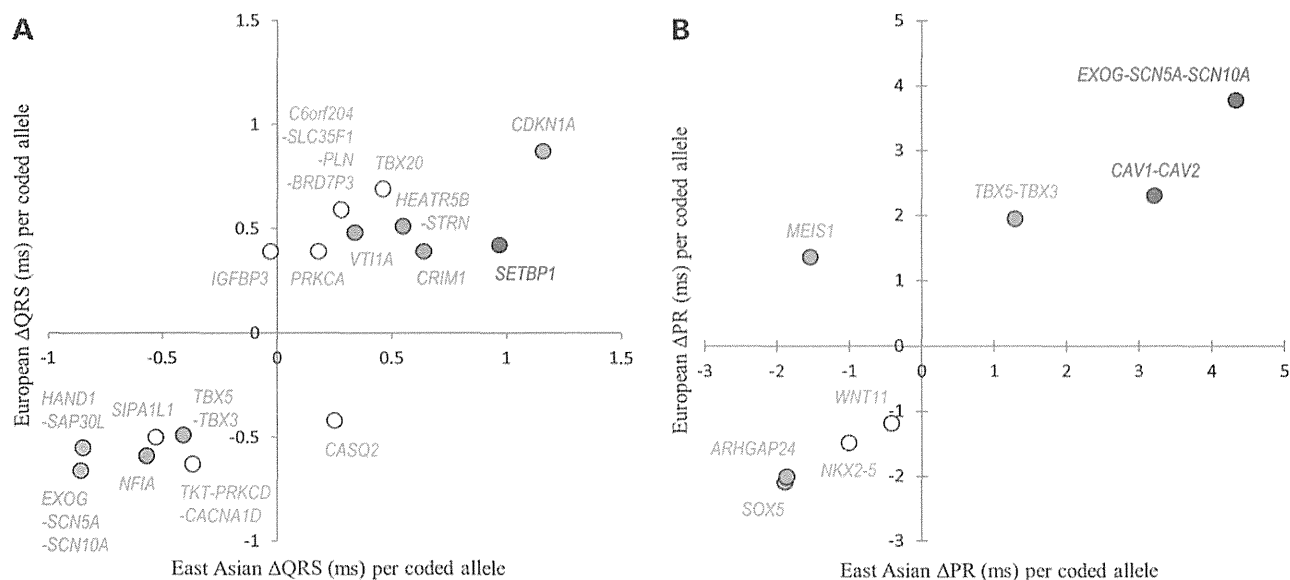 A
European ΔQRS (ms) per coded allele
1.5
1
0.5
0
-0.5
-1
-1
-0.5
0
0.5
1
1.5
C6orf204
-SLC35F1
-PLN
-BRD7P3
TBX20
CDKN1A
HEATR5B
-STRN
IGFBP3
PRKCA
VTI1A
CRIM1
SETBP1
HAND1
-SAP30L
SIPA1L1
TBX5
-TBX3
CASQ2
EXOG
-SCN5A
-SCN10A
NFIA
TKT-PRKCD
-CACNA1D
East Asian ΔQRS (ms) per coded allele
B
European ΔPR (ms) per coded allele
5
4
3
2
1
0
-1
-2
-3
-3
-2
-1
0
1
2
3
4
5
EXOG-SCN5A-SCN10A
CAV1-CAV2
TBX5-TBX3
MEIS1
WNT11
ARHGAP24
NKX2-5
SOX5
East Asian ΔPR (ms) per coded allele